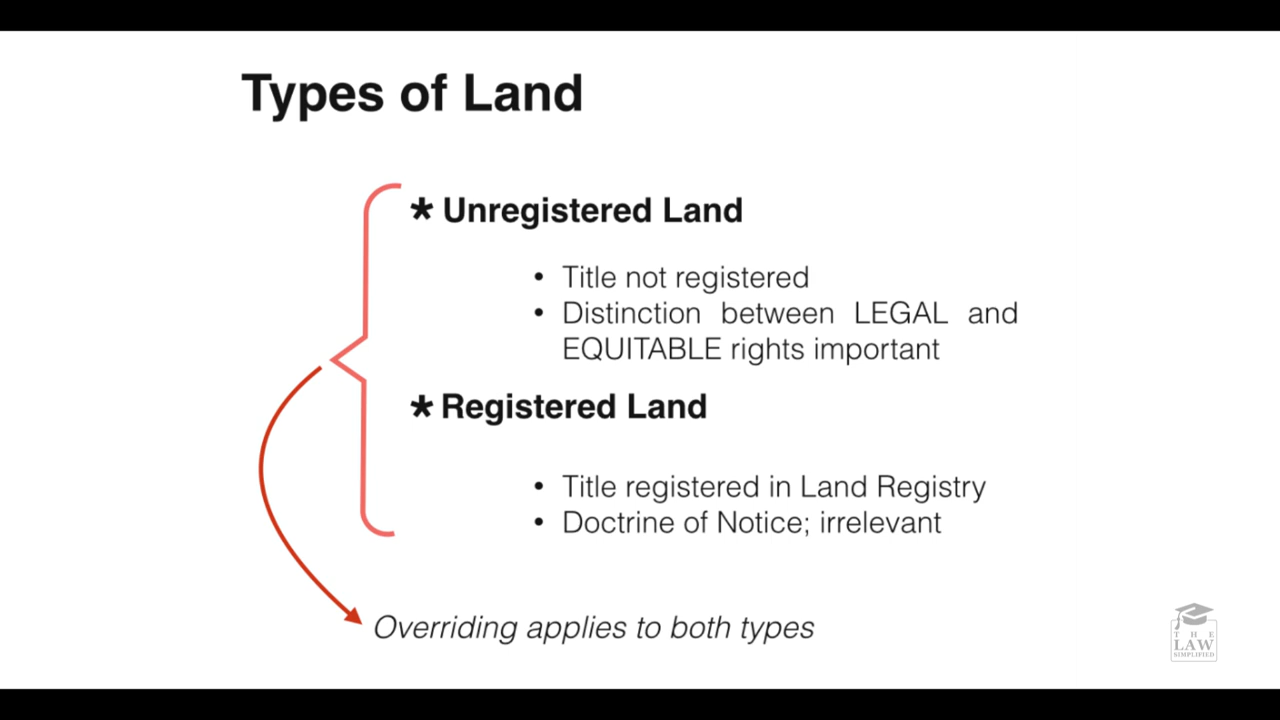 Types of Land
* Unregistered Land
• Title not registered
• Distinction between LEGAL and
EQUITABLE rights important
* Registered Land
• Title registered in Land Registry
• Doctrine of Notice; irrelevant
Overriding applies to both types
THE
LAW
SIMPLIFIED